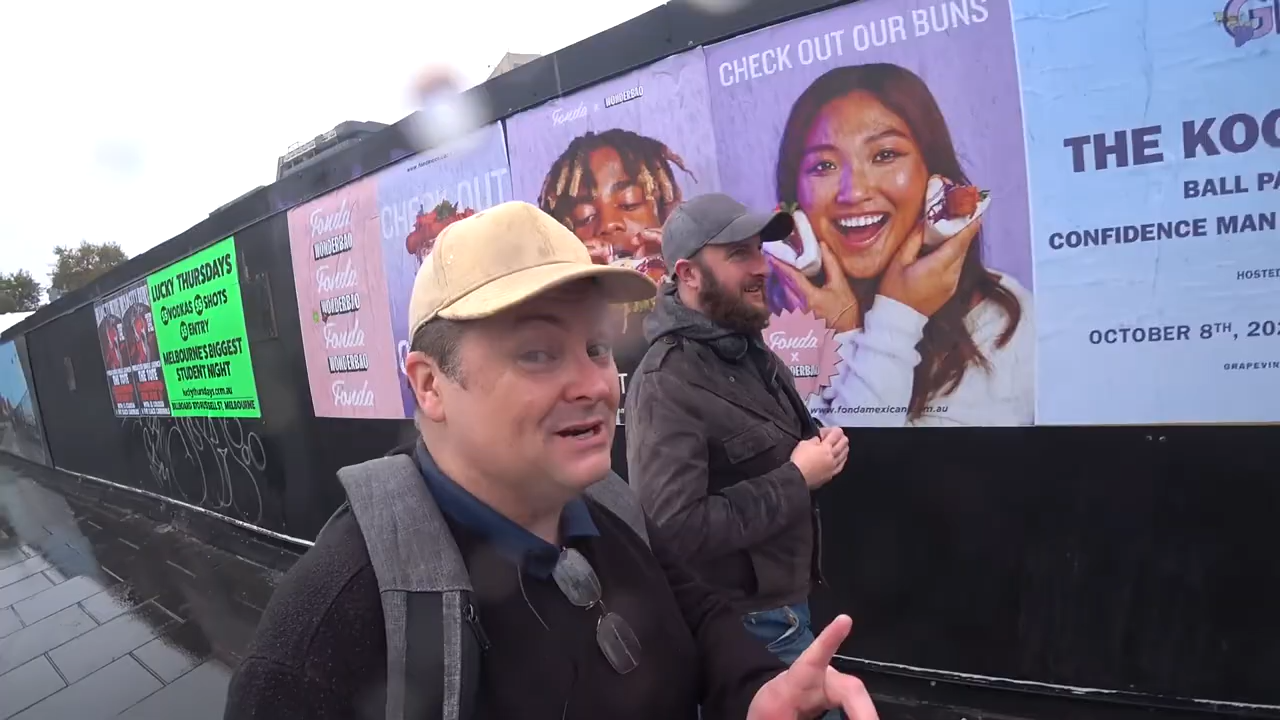 LUCKY THURSDAYS
VODKAS
SHOTS
ENTRY
MELBOURNE'S BIGGEST
STUDENT NIGHT
luckythursdays.com.au
Fonda
WONDERBAO
Fonda
WONDERBAO
Fonda
WONDERBAO
Fonda
CHECK OUT
Fonda x WONDERBAO
CHECK OUT OUR BUNS
Fonda
X
www.fondamexican
.com.au
THE KOO
BALL PA
CONFIDENCE MAN
HOSTED
OCTOBER 8TH, 202
GRAPEVIN